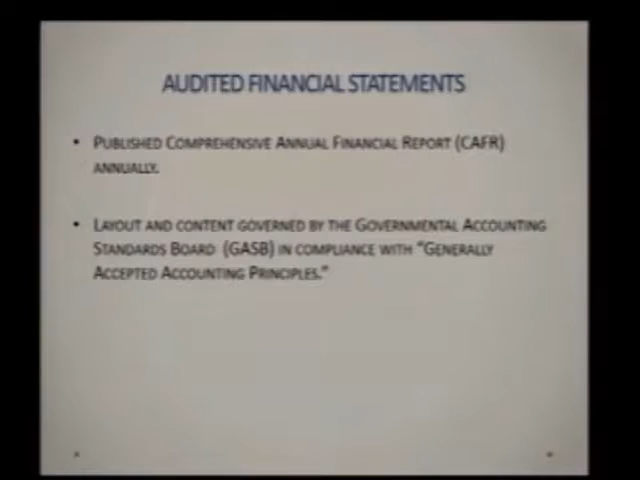 AUDITED FINANCIAL STATEMENTS
• PUBLISHED COMPREHENSIVE ANNUAL FINANCIAL REPORT (CAFR)
ANNUALLY.
• LAYOUT AND CONTENT GOVERNED BY THE GOVERNMENTAL ACCOUNTING
STANDARDS BOARD (GASB) IN COMPLIANCE WITH "GENERALLY
ACCEPTED ACCOUNTING PRINCIPLES."